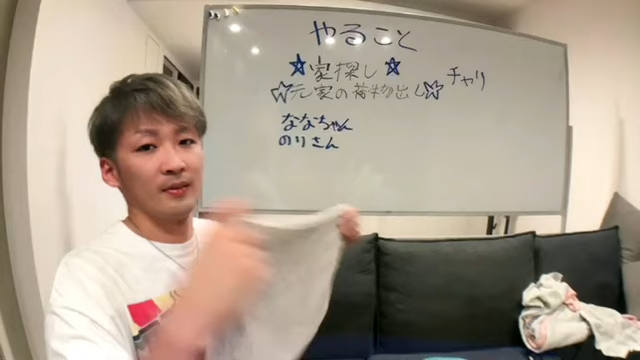 やること
☆家探し☆
☆元家の荷物出し☆ チャリ
ななちゃん
のりさん